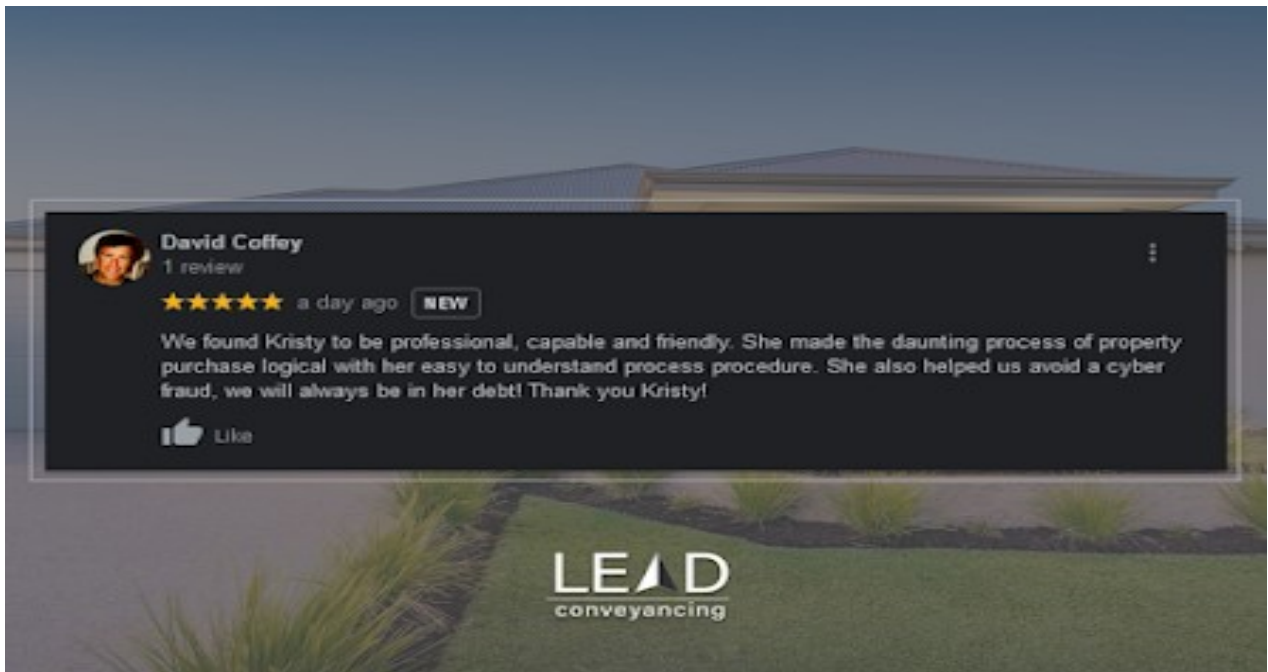 David Coffey
1 review
a day ago NEW
We found Kristy to be professional, capable and friendly. She made the daunting process of property
purchase logical with her easy to understand process procedure. She also helped us avoid a cyber
fraud, we will always be in her debt! Thank you Kristy!
Like
LEAD
conveyancing